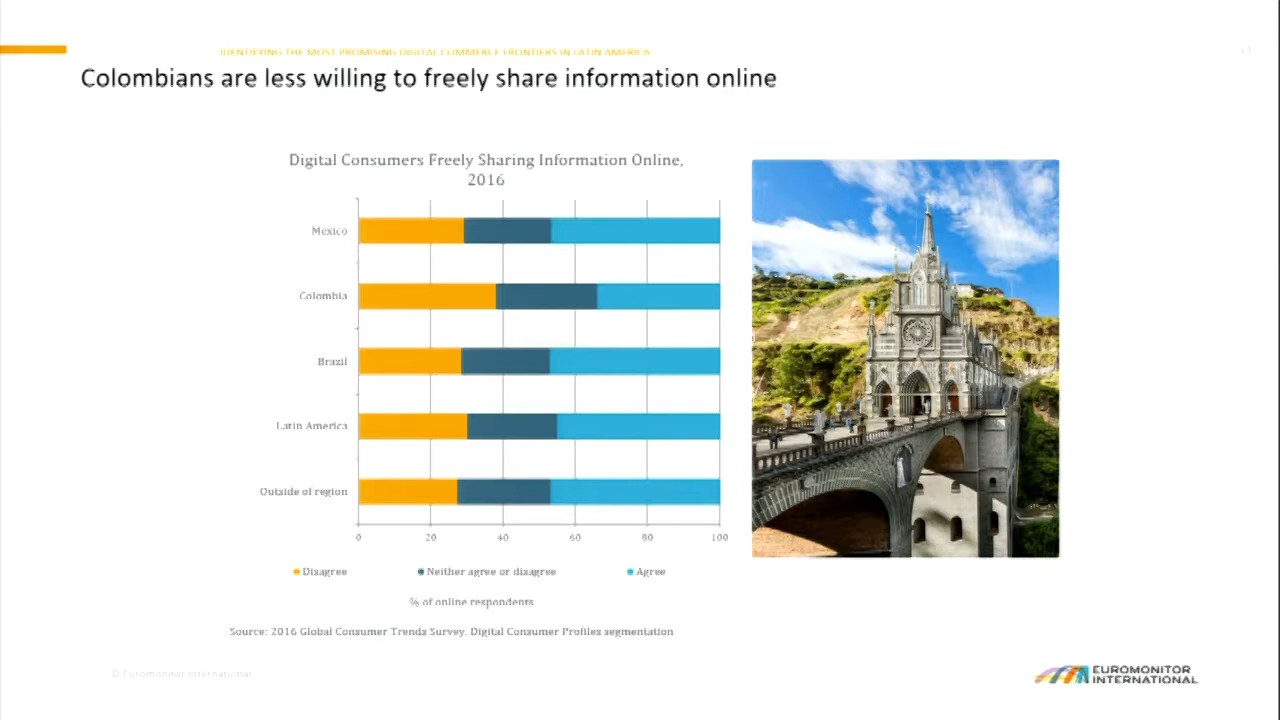 IDENTIFYING THE MOST PROMISING DIGITAL COMMERCE FRONTIERS IN LATIN AMERICA
Colombians are less willing to freely share information online
Digital Consumers Freely Sharing Information Online,
2016
Mexico
Colombia
Brazil
Latin America
Outside of region
0 20 40 60 80 100
Disagree Neither agree or disagree Agree
% of online respondents
Source: 2016 Global Consumer Trends Survey. Digital Consumer Profiles segmentation
© Euromonitor International
EUROMONITOR
INTERNATIONAL